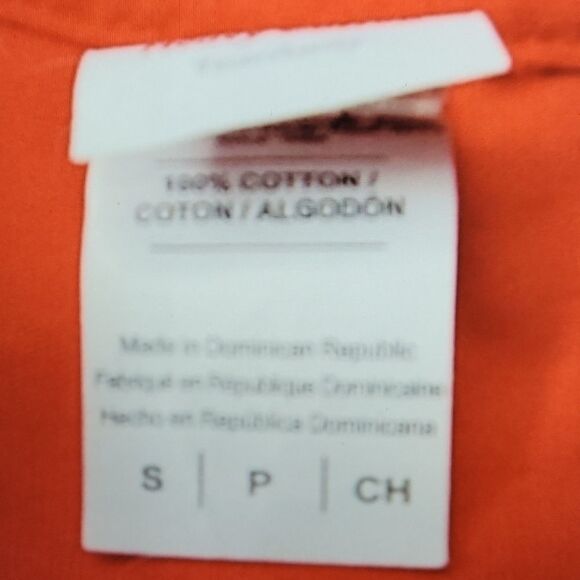 100% COTTON /
COTON / ALGODÓN
Made in Dominican Republic
Fabriqué en République Dominicaine
Hecho en República Dominicana
S | P | CH